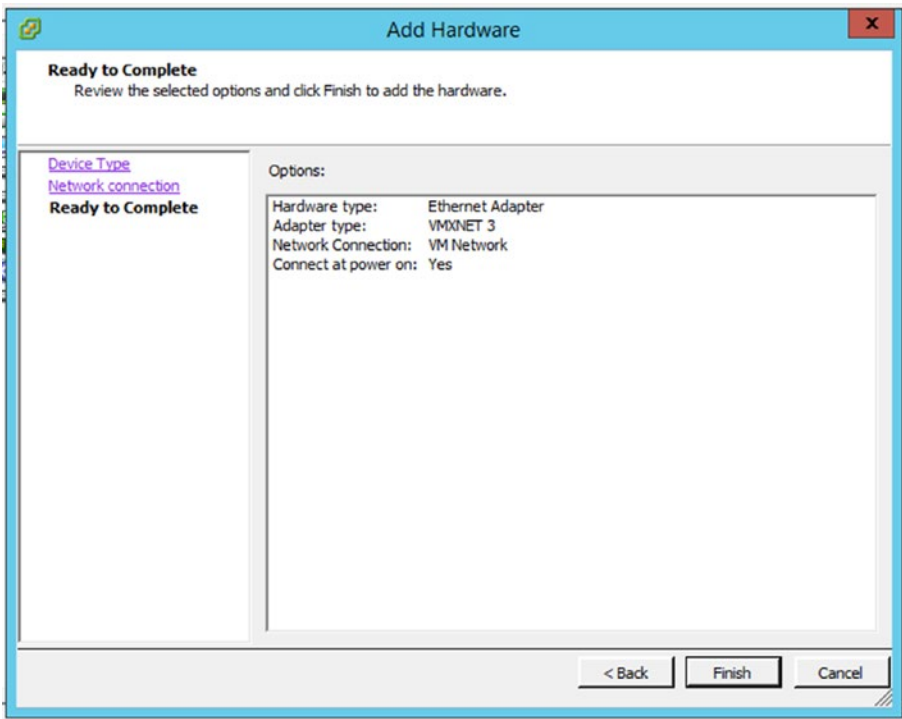 Add Hardware
x
Ready to Complete
Review the selected options and click Finish to add the hardware.
Device Type
Network connection
Ready to Complete
Options:
Hardware type: Ethernet Adapter
Adapter type: VMXNET 3
Network Connection: VM Network
Connect at power on: Yes
< Back
Finish
Cancel